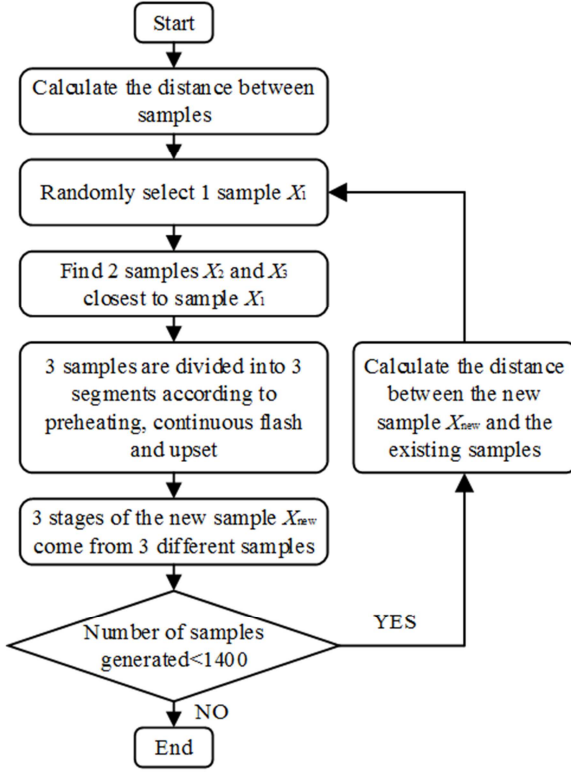 Start
Calculate the distance between
samples
Randomly select 1 sample X₁
Find 2 samples X₂ and X₃
closest to sample X₁
3 samples are divided into 3
segments according to
preheating, continuous flash
and upset
3 stages of the new sample Xnew
come from 3 different samples
Number of samples
generated<1400
YES
Calculate the distance
between the new
sample Xnew and the
existing samples
NO
End